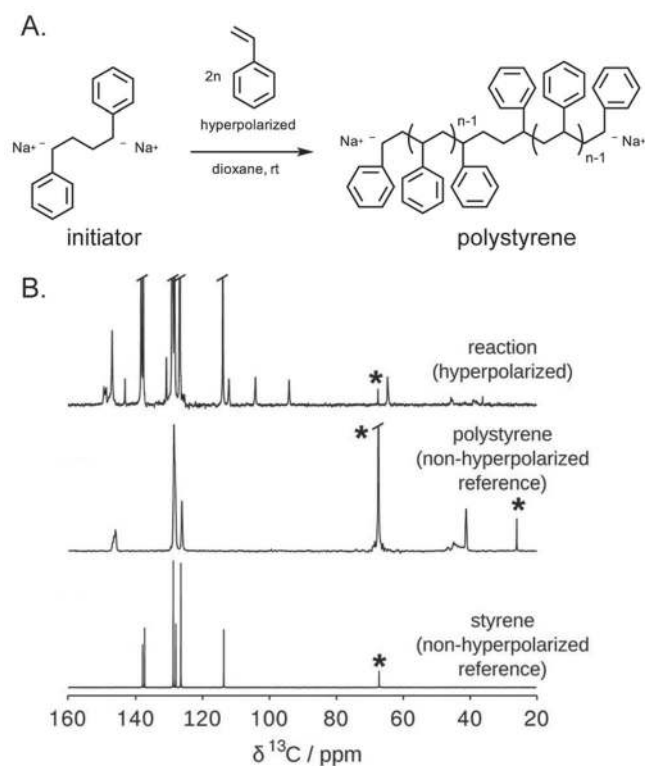 A.
2n
hyperpolarized
dioxane, rt
Na⁺ ⁻
⁻ Na⁺
initiator
n-1
Na⁺ ⁻
⁻ Na⁺
n-1
polystyrene
B.
reaction
(hyperpolarized)
*
polystyrene
(non-hyperpolarized
reference)
*
*
styrene
(non-hyperpolarized
reference)
*
160 140 120 100 80 60 40 20
δ ¹³C / ppm